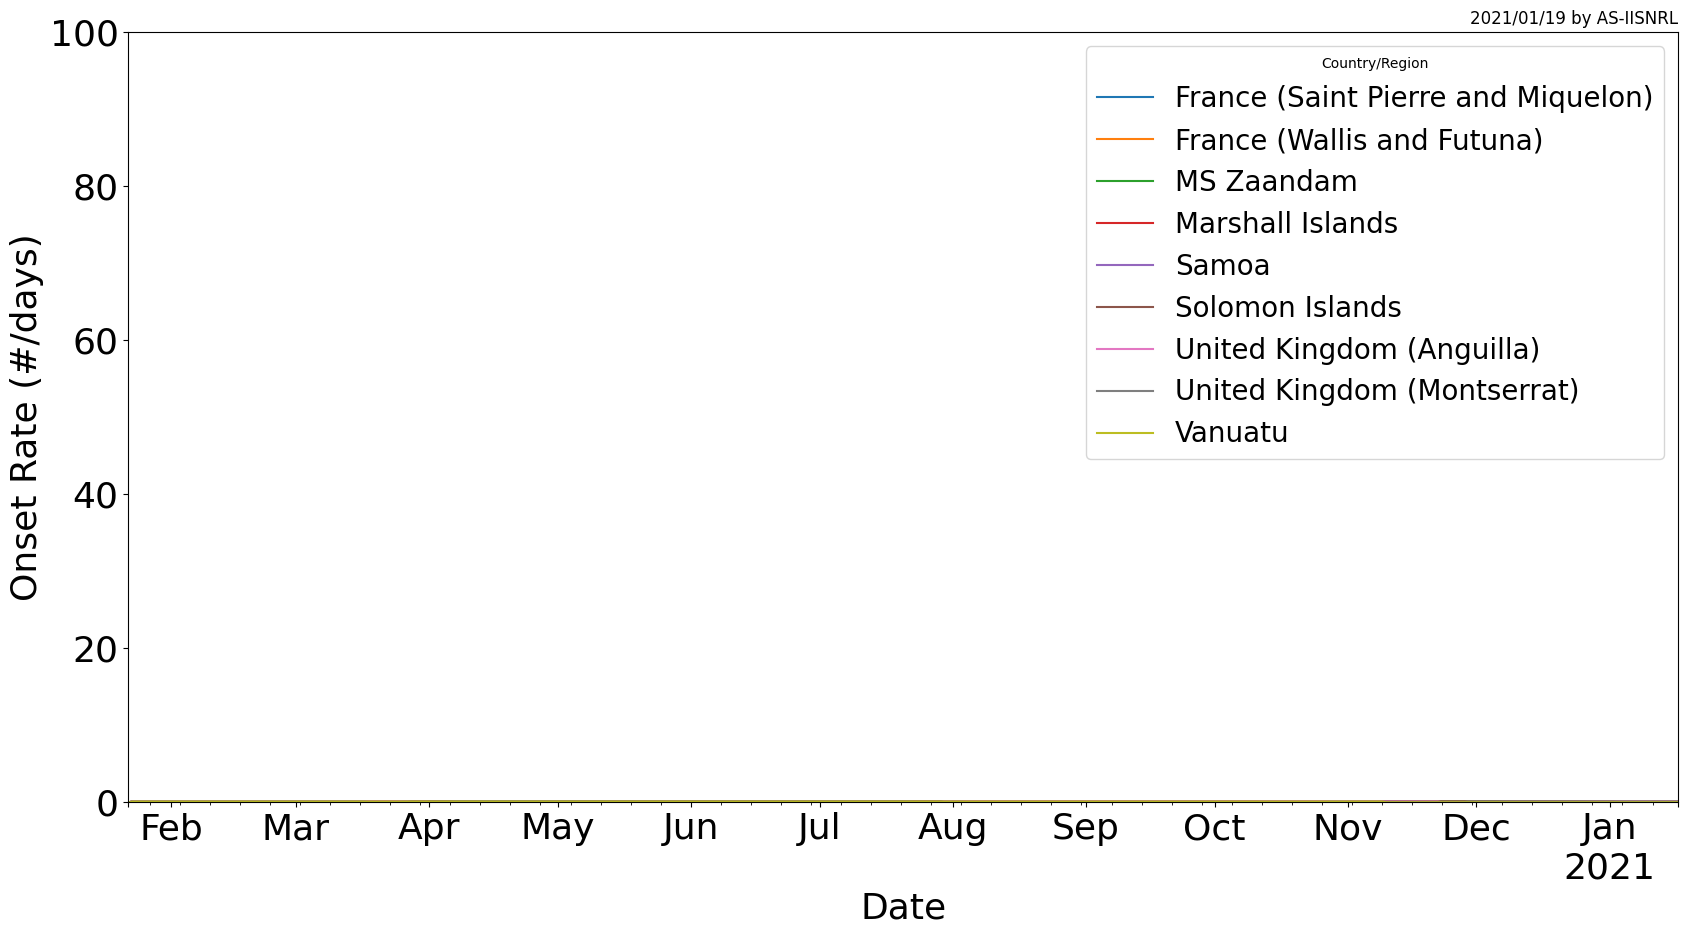 2021/01/19 by AS-IISNRL
100
80
60
40
20
0
Onset Rate (#/days)
Country/Region
France (Saint Pierre and Miquelon)
France (Wallis and Futuna)
MS Zaandam
Marshall Islands
Samoa
Solomon Islands
United Kingdom (Anguilla)
United Kingdom (Montserrat)
Vanuatu
Feb Mar Apr May Jun Jul Aug Sep Oct Nov Dec Jan
2021
Date